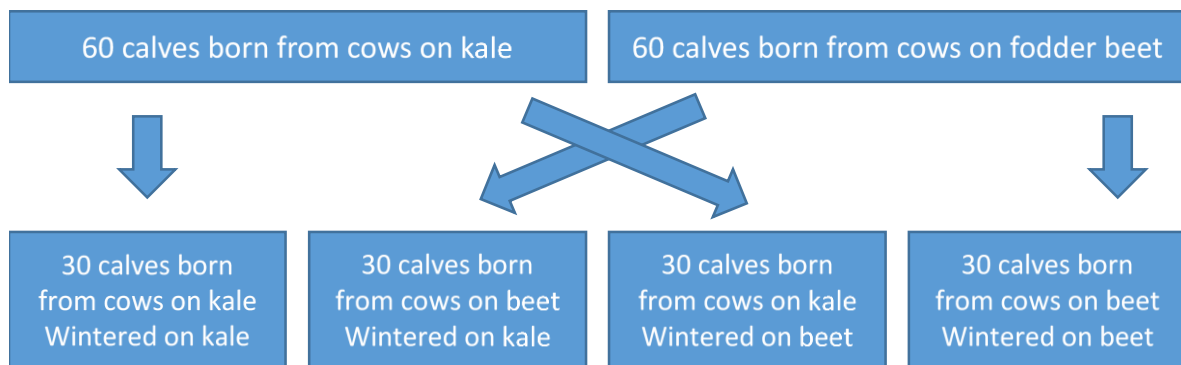 60 calves born from cows on kale
60 calves born from cows on fodder beet
30 calves born
from cows on kale
Wintered on kale
30 calves born
from cows on beet
Wintered on kale
30 calves born
from cows on kale
Wintered on beet
30 calves born
from cows on beet
Wintered on beet